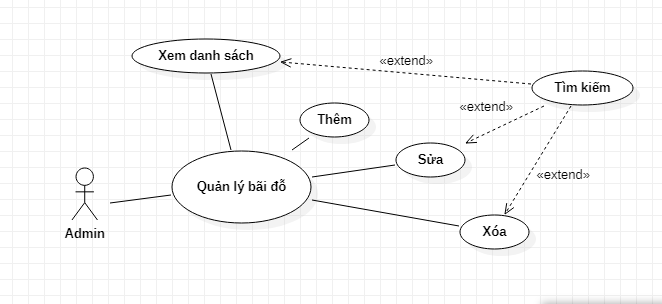 Xem danh sách
«extend»
Tìm kiếm
«extend»
Thêm
Sửa
«extend»
Quản lý bãi đỗ
Admin
Xóa